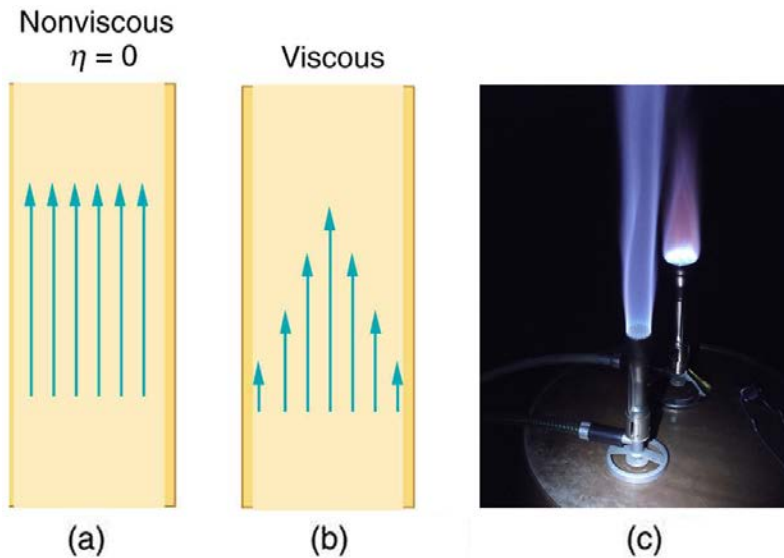 Nonviscous
η = 0
Viscous
(a)
(b)
(c)